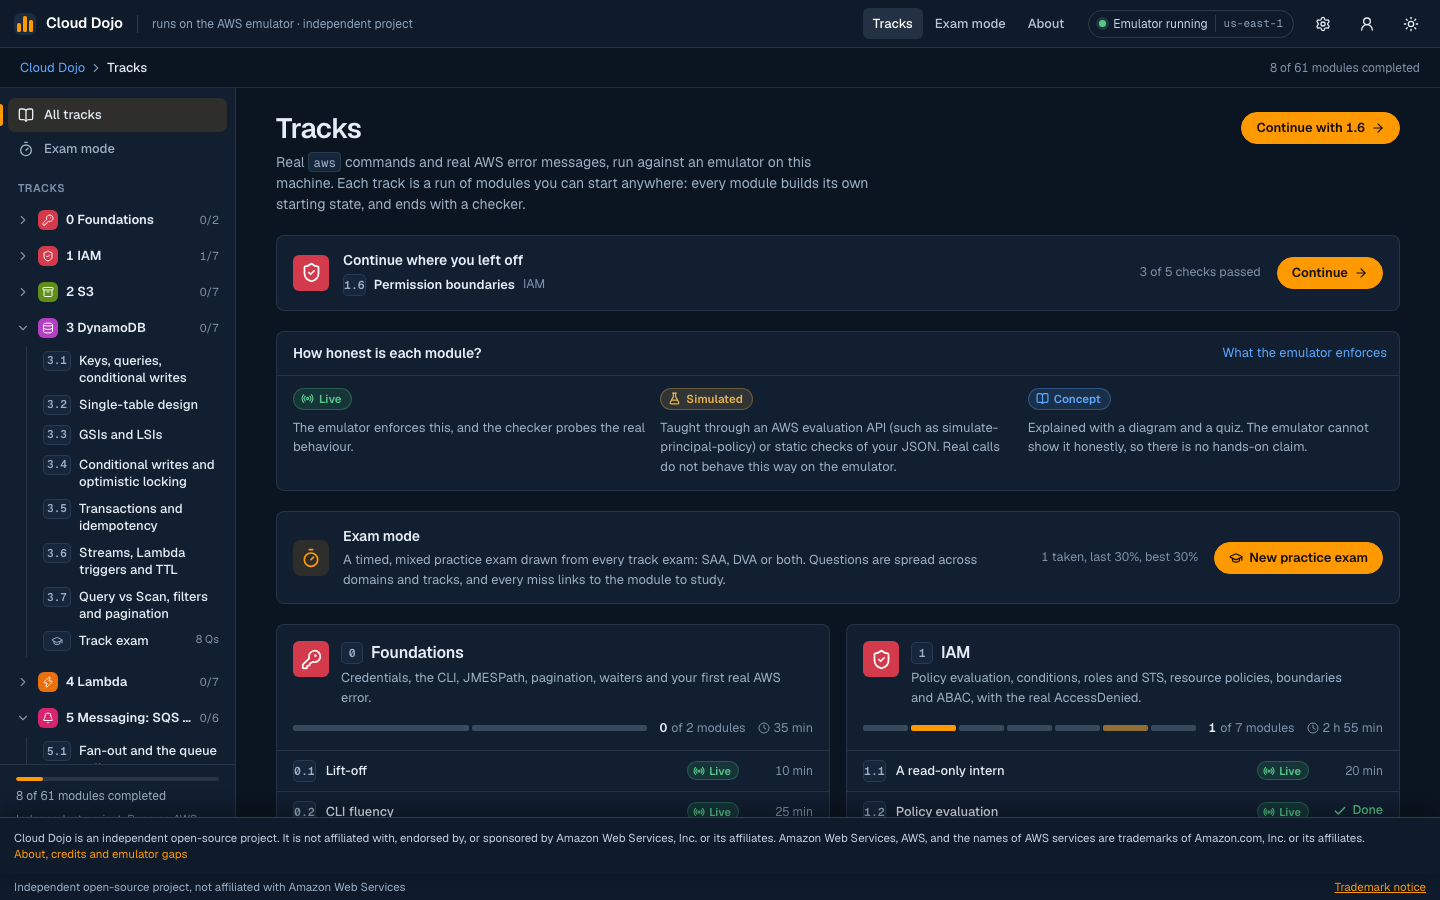 Cloud Dojo
runs on the AWS emulator · independent project
Tracks
Exam mode
About
Emulator running
us-east-1
Cloud Dojo > Tracks
8 of 61 modules completed
All tracks
Exam mode
TRACKS
0 Foundations 0/2
1 IAM 1/7
2 S3 0/7
3 DynamoDB 0/7
3.1 Keys, queries,
conditional writes
3.2 Single-table design
3.3 GSIs and LSIs
3.4 Conditional writes and
optimistic locking
3.5 Transactions and
idempotency
3.6 Streams, Lambda
triggers and TTL
3.7 Query vs Scan, filters
and pagination
Track exam 8 Qs
4 Lambda 0/7
5 Messaging: SQS ... 0/6
5.1 Fan-out and the queue
8 of 61 modules completed
Tracks
Continue with 1.6
Real aws commands and real AWS error messages, run against an emulator on this
machine. Each track is a run of modules you can start anywhere: every module builds its own
starting state, and ends with a checker.
Continue where you left off
1.6 Permission boundaries IAM
3 of 5 checks passed
Continue
How honest is each module?
What the emulator enforces
Live
The emulator enforces this, and the checker probes the real
behaviour.
Simulated
Taught through an AWS evaluation API (such as simulate-
principal-policy) or static checks of your JSON. Real calls
do not behave this way on the emulator.
Concept
Explained with a diagram and a quiz. The emulator cannot
show it honestly, so there is no hands-on claim.
Exam mode
A timed, mixed practice exam drawn from every track exam: SAA, DVA or both. Questions are spread across
domains and tracks, and every miss links to the module to study.
1 taken, last 30%, best 30%
New practice exam
0 Foundations
Credentials, the CLI, JMESPath, pagination, waiters and your first real AWS
error.
0 of 2 modules 35 min
0.1 Lift-off Live 10 min
0.2 CLI fluency Live 25 min
1 IAM
Policy evaluation, conditions, roles and STS, resource policies, boundaries
and ABAC, with the real AccessDenied.
1 of 7 modules 2 h 55 min
1.1 A read-only intern Live 20 min
1.2 Policy evaluation Live Done
Cloud Dojo is an independent open-source project. It is not affiliated with, endorsed by, or sponsored by Amazon Web Services, Inc. or its affiliates. Amazon Web Services, AWS, and the names of AWS services are trademarks of Amazon.com, Inc. or its affiliates.
About, credits and emulator gaps
Independent open-source project, not affiliated with Amazon Web Services
Trademark notice